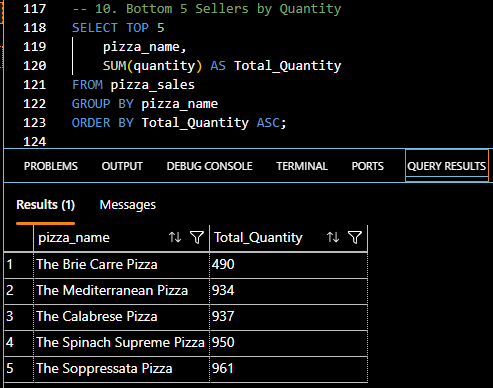 117 -- 10. Bottom 5 Sellers by Quantity
118 SELECT TOP 5
119 pizza_name,
120 SUM(quantity) AS Total_Quantity
121 FROM pizza_sales
122 GROUP BY pizza_name
123 ORDER BY Total_Quantity ASC;
124
PROBLEMS OUTPUT DEBUG CONSOLE TERMINAL PORTS QUERY RESULTS
Results (1) Messages
pizza_name Total_Quantity
1 The Brie Carre Pizza 490
2 The Mediterranean Pizza 934
3 The Calabrese Pizza 937
4 The Spinach Supreme Pizza 950
5 The Soppressata Pizza 961